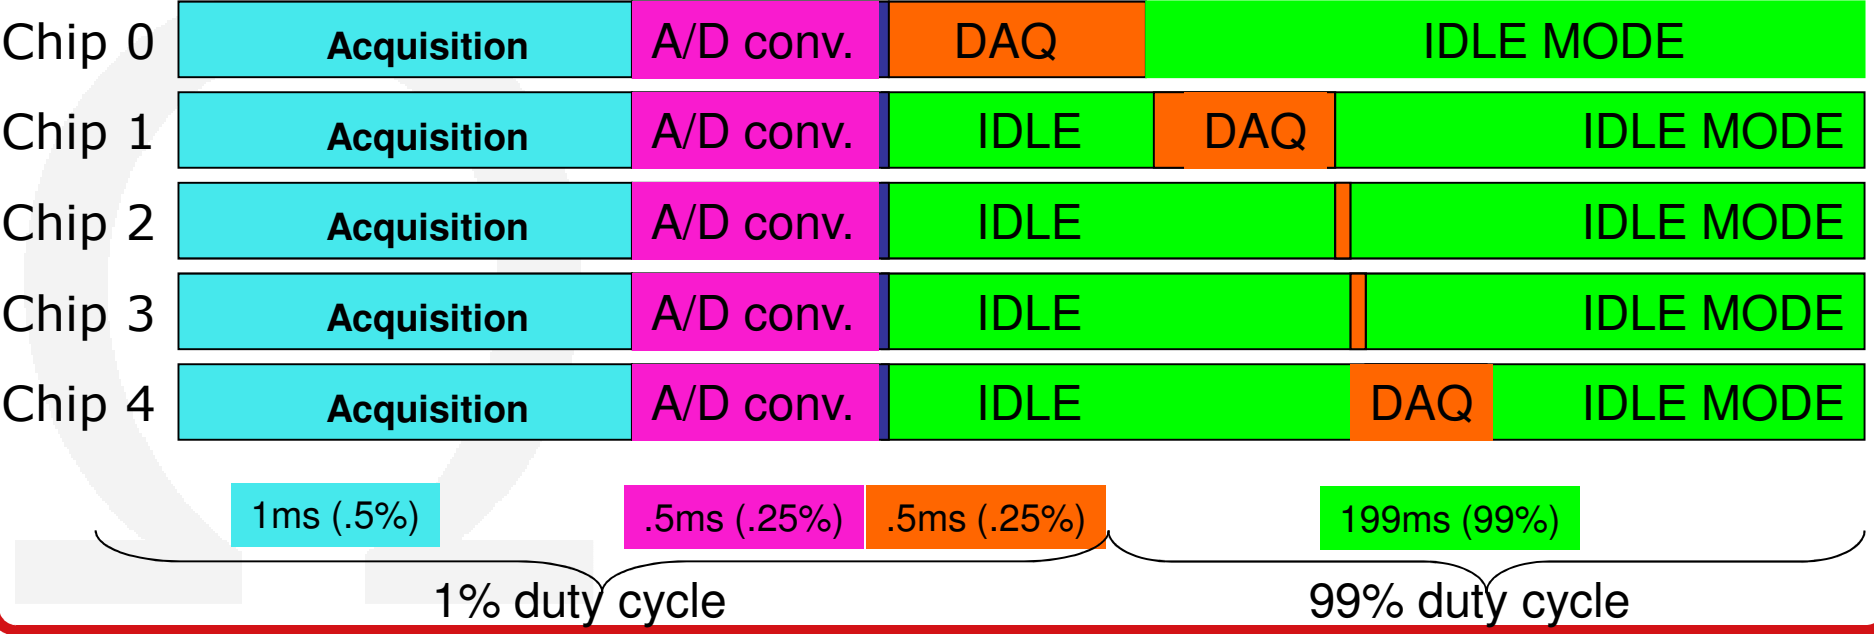 Chip 0 Acquisition A/D conv. DAQ IDLE MODE
Chip 1 Acquisition A/D conv. IDLE DAQ IDLE MODE
Chip 2 Acquisition A/D conv. IDLE IDLE MODE
Chip 3 Acquisition A/D conv. IDLE IDLE MODE
Chip 4 Acquisition A/D conv. IDLE DAQ IDLE MODE
1ms (.5%) .5ms (.25%) .5ms (.25%) 199ms (99%)
1% duty cycle 99% duty cycle